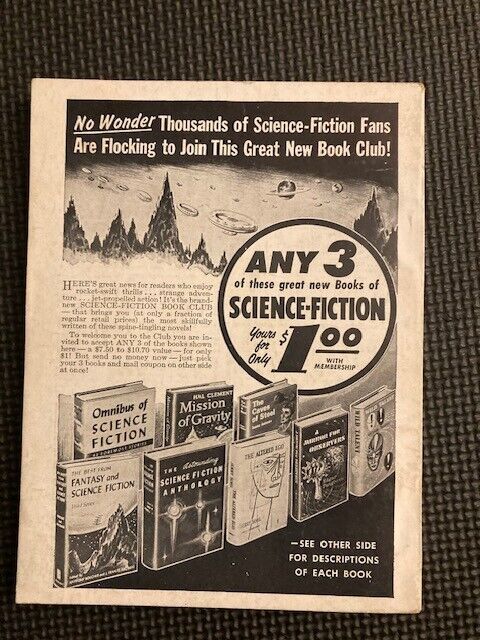 No Wonder Thousands of Science-Fiction Fans
Are Flocking to Join This Great New Book Club!
HERE'S great news for readers who enjoy
rocket-swift thrills . . . strange adven-
ture . . . jet-propelled action! It's the brand-
new SCIENCE-FICTION BOOK CLUB
— that brings you (at only a fraction of
regular retail prices) the most skillfully
written of these spine-tingling novels!
To welcome you to the Club you are in-
vited to accept ANY 3 of the books shown
here — a $7.50 to $10.70 value — for only
$1! But send no money now — just pick
your 3 books and mail coupon on other side
at once!
ANY 3
of these great new Books of
SCIENCE-FICTION
Yours for Only $1.00
WITH MEMBERSHIP
Omnibus of
SCIENCE
FICTION
HAL CLEMENT
Mission
of Gravity
The
Caves
of Steel
THE BEST FROM
FANTASY and
SCIENCE FICTION
THE Astounding
SCIENCE FICTION
ANTHOLOGY
THE ALTERED EGO
A MIRROR FOR
OBSERVERS
WILD TALENT
—SEE OTHER SIDE
FOR DESCRIPTIONS
OF EACH BOOK